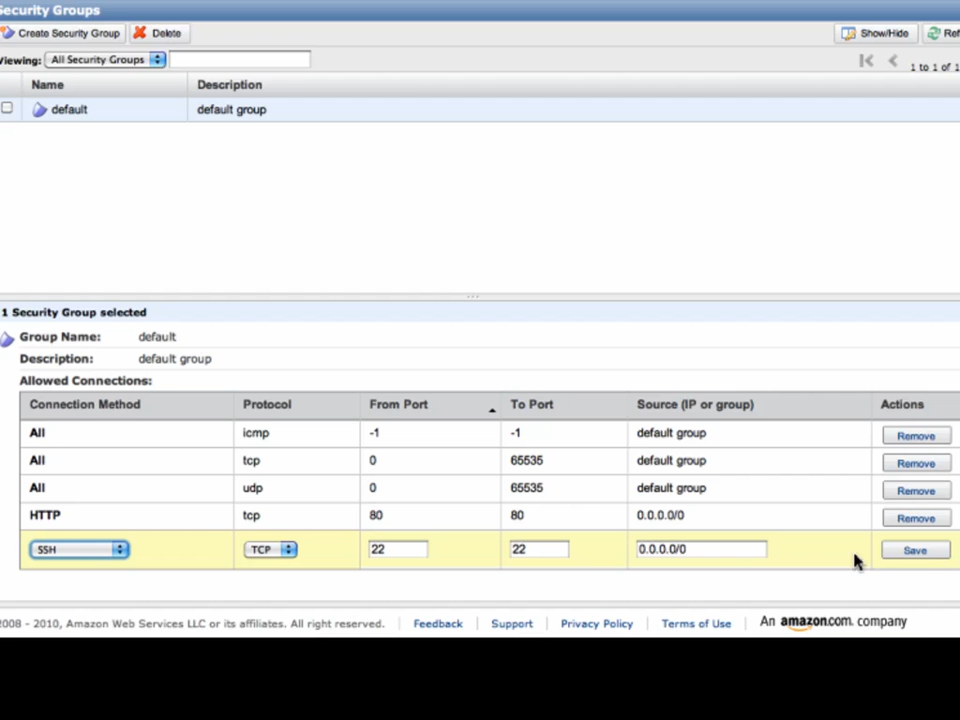 Security Groups
Create Security Group Delete Show/Hide
Viewing: All Security Groups 1 to 1 of 1
Name Description
default default group
1 Security Group selected
Group Name: default
Description: default group
Allowed Connections:
Connection Method Protocol From Port To Port Source (IP or group) Actions
All icmp -1 -1 default group Remove
All tcp 0 65535 default group Remove
All udp 0 65535 default group Remove
HTTP tcp 80 80 0.0.0.0/0 Remove
SSH TCP 22 22 0.0.0.0/0 Save
2008 - 2010, Amazon Web Services LLC or its affiliates. All right reserved. Feedback Support Privacy Policy Terms of Use An amazon.com. company